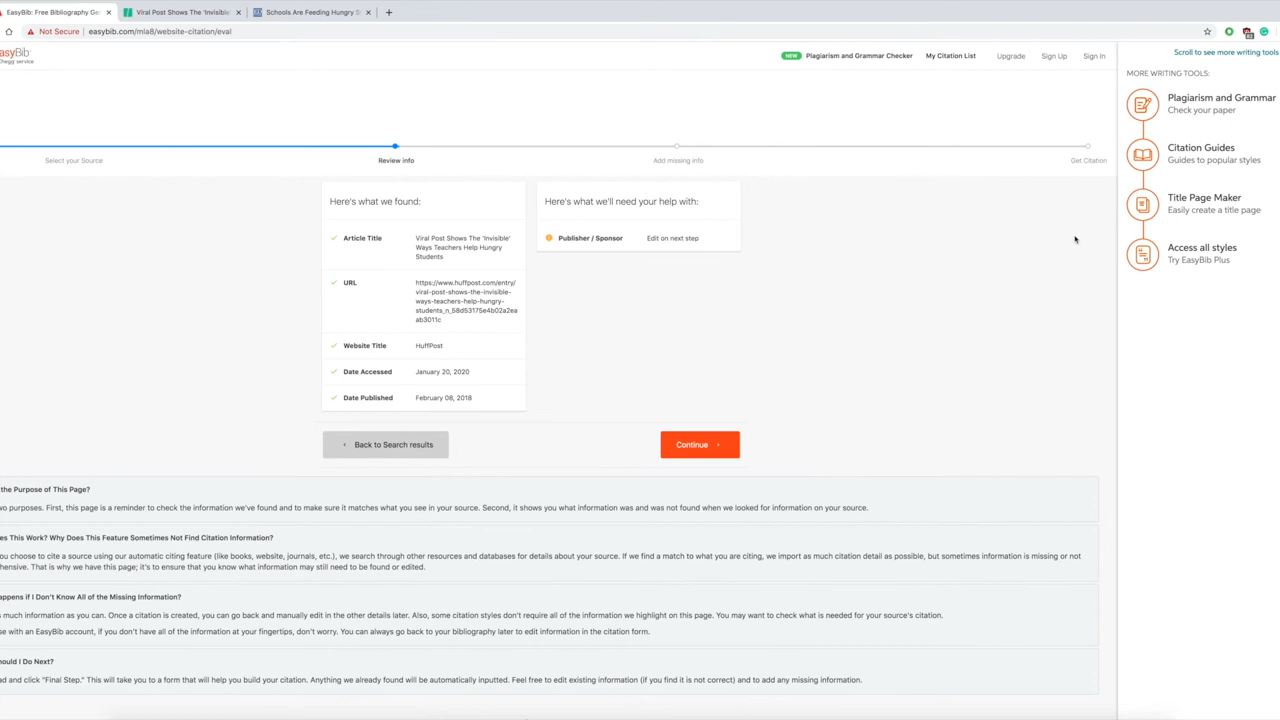 EasyBib: Free Bibliography Ge
Viral Post Shows The 'Invisible'
Schools Are Feeding Hungry S
Not Secure
easybib.com/mla8/website-citation/eval
asyBib
Chegg service
NEW Plagiarism and Grammar Checker
My Citation List
Upgrade
Sign Up
Sign In
Scroll to see more writing tools
MORE WRITING TOOLS:
Plagiarism and Grammar
Check your paper
Citation Guides
Guides to popular styles
Title Page Maker
Easily create a title page
Access all styles
Try EasyBib Plus
Select your Source
Review info
Add missing info
Get Citation
Here's what we found:
Article Title
Viral Post Shows The 'Invisible'
Ways Teachers Help Hungry
Students
URL
https://www.huffpost.com/entry/
viral-post-shows-the-invisible-
ways-teachers-help-hungry-
students_n_58d53175e4b02a2ea
ab3011c
Website Title
HuffPost
Date Accessed
January 20, 2020
Date Published
February 08, 2018
Here's what we'll need your help with:
Publisher / Sponsor
Edit on next step
Back to Search results
Continue
the Purpose of This Page?
wo purposes. First, this page is a reminder to check the information we've found and to make sure it matches what you see in your source. Second, it shows you what information was and was not found when we looked for information on your source.
es This Work? Why Does This Feature Sometimes Not Find Citation Information?
ou choose to cite a source using our automatic citing feature (like books, website, journals, etc.), we search through other resources and databases for details about your source. If we find a match to what you are citing, we import as much citation detail as possible, but sometimes information is missing or not
hensive. That is why we have this page; it's to ensure that you know what information may still need to be found or edited.
appens if I Don't Know All of the Missing Information?
s much information as you can. Once a citation is created, you can go back and manually edit in the other details later. Also, some citation styles don't require all of the information we highlight on this page. You may want to check what is needed for your source's citation.
se with an EasyBib account, if you don't have all of the information at your fingertips, don't worry. You can always go back to your bibliography later to edit information in the citation form.
hould I Do Next?
ad and click "Final Step." This will take you to a form that will help you build your citation. Anything we already found will be automatically inputted. Feel free to edit existing information (if you find it is not correct) and to add any missing information.